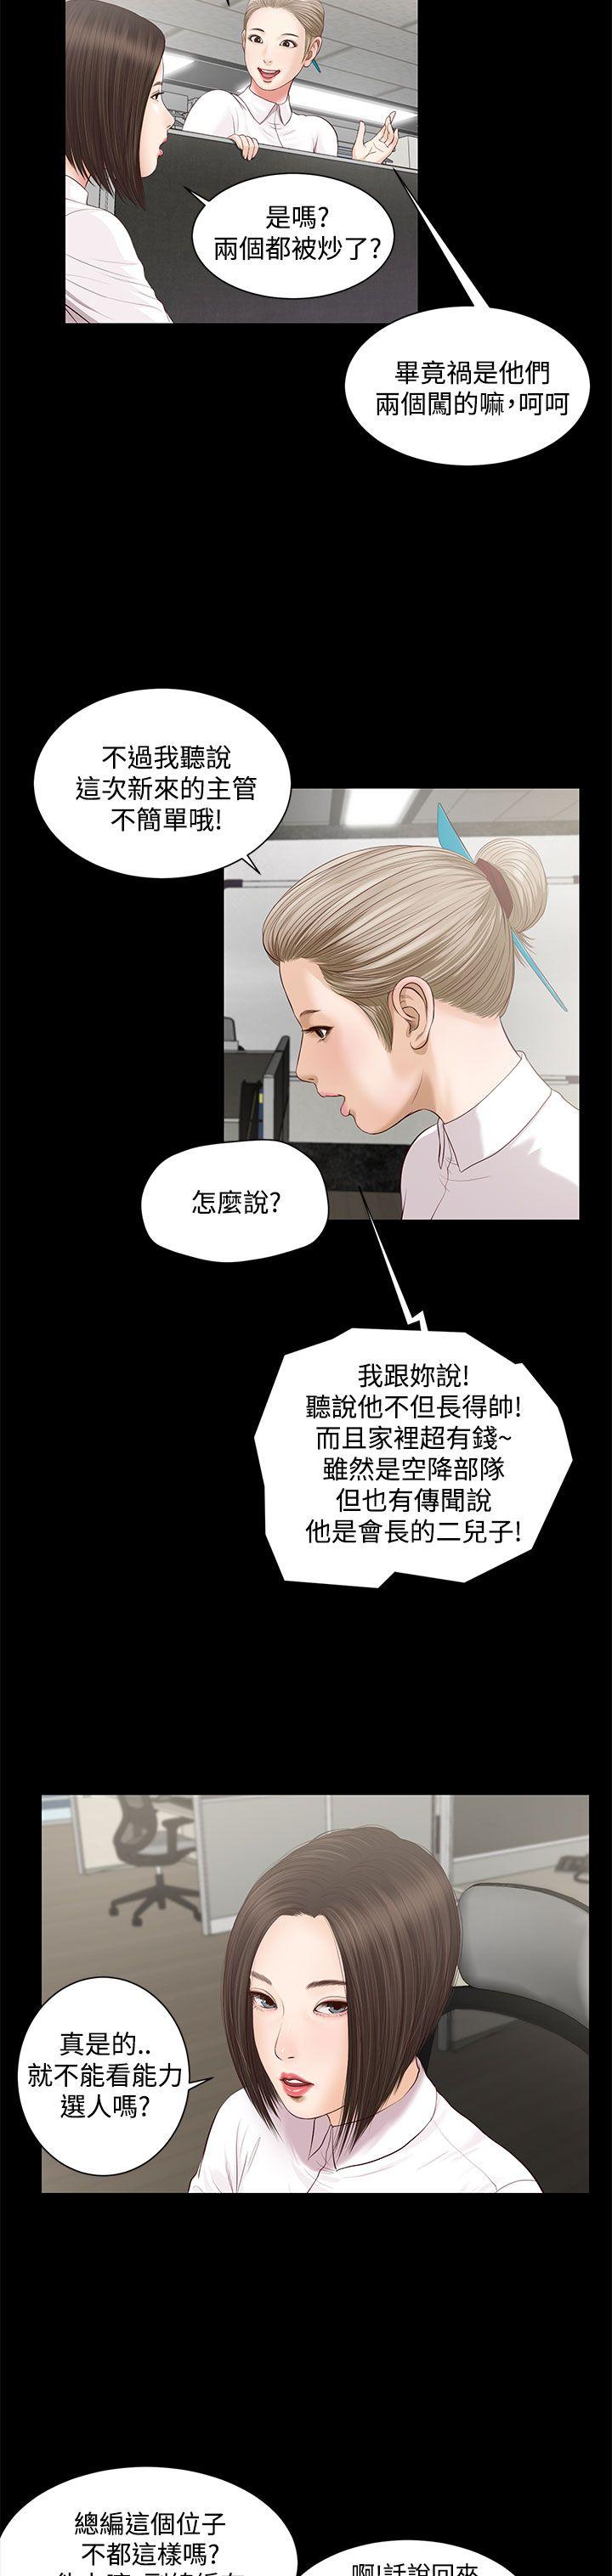 是嗎?
兩個都被炒了?
畢竟禍是他們
兩個闖的嘛,呵呵
不過我聽說
這次新來的主管
不簡單哦!
怎麼說?
我跟妳說!
聽說他不但長得帥!
而且家裡超有錢~
雖然是空降部隊
但也有傳聞說
他是會長的二兒子!
真是的..
就不能看能力
選人嗎?
總編這個位子
不都這樣嗎?
啊!話說回來